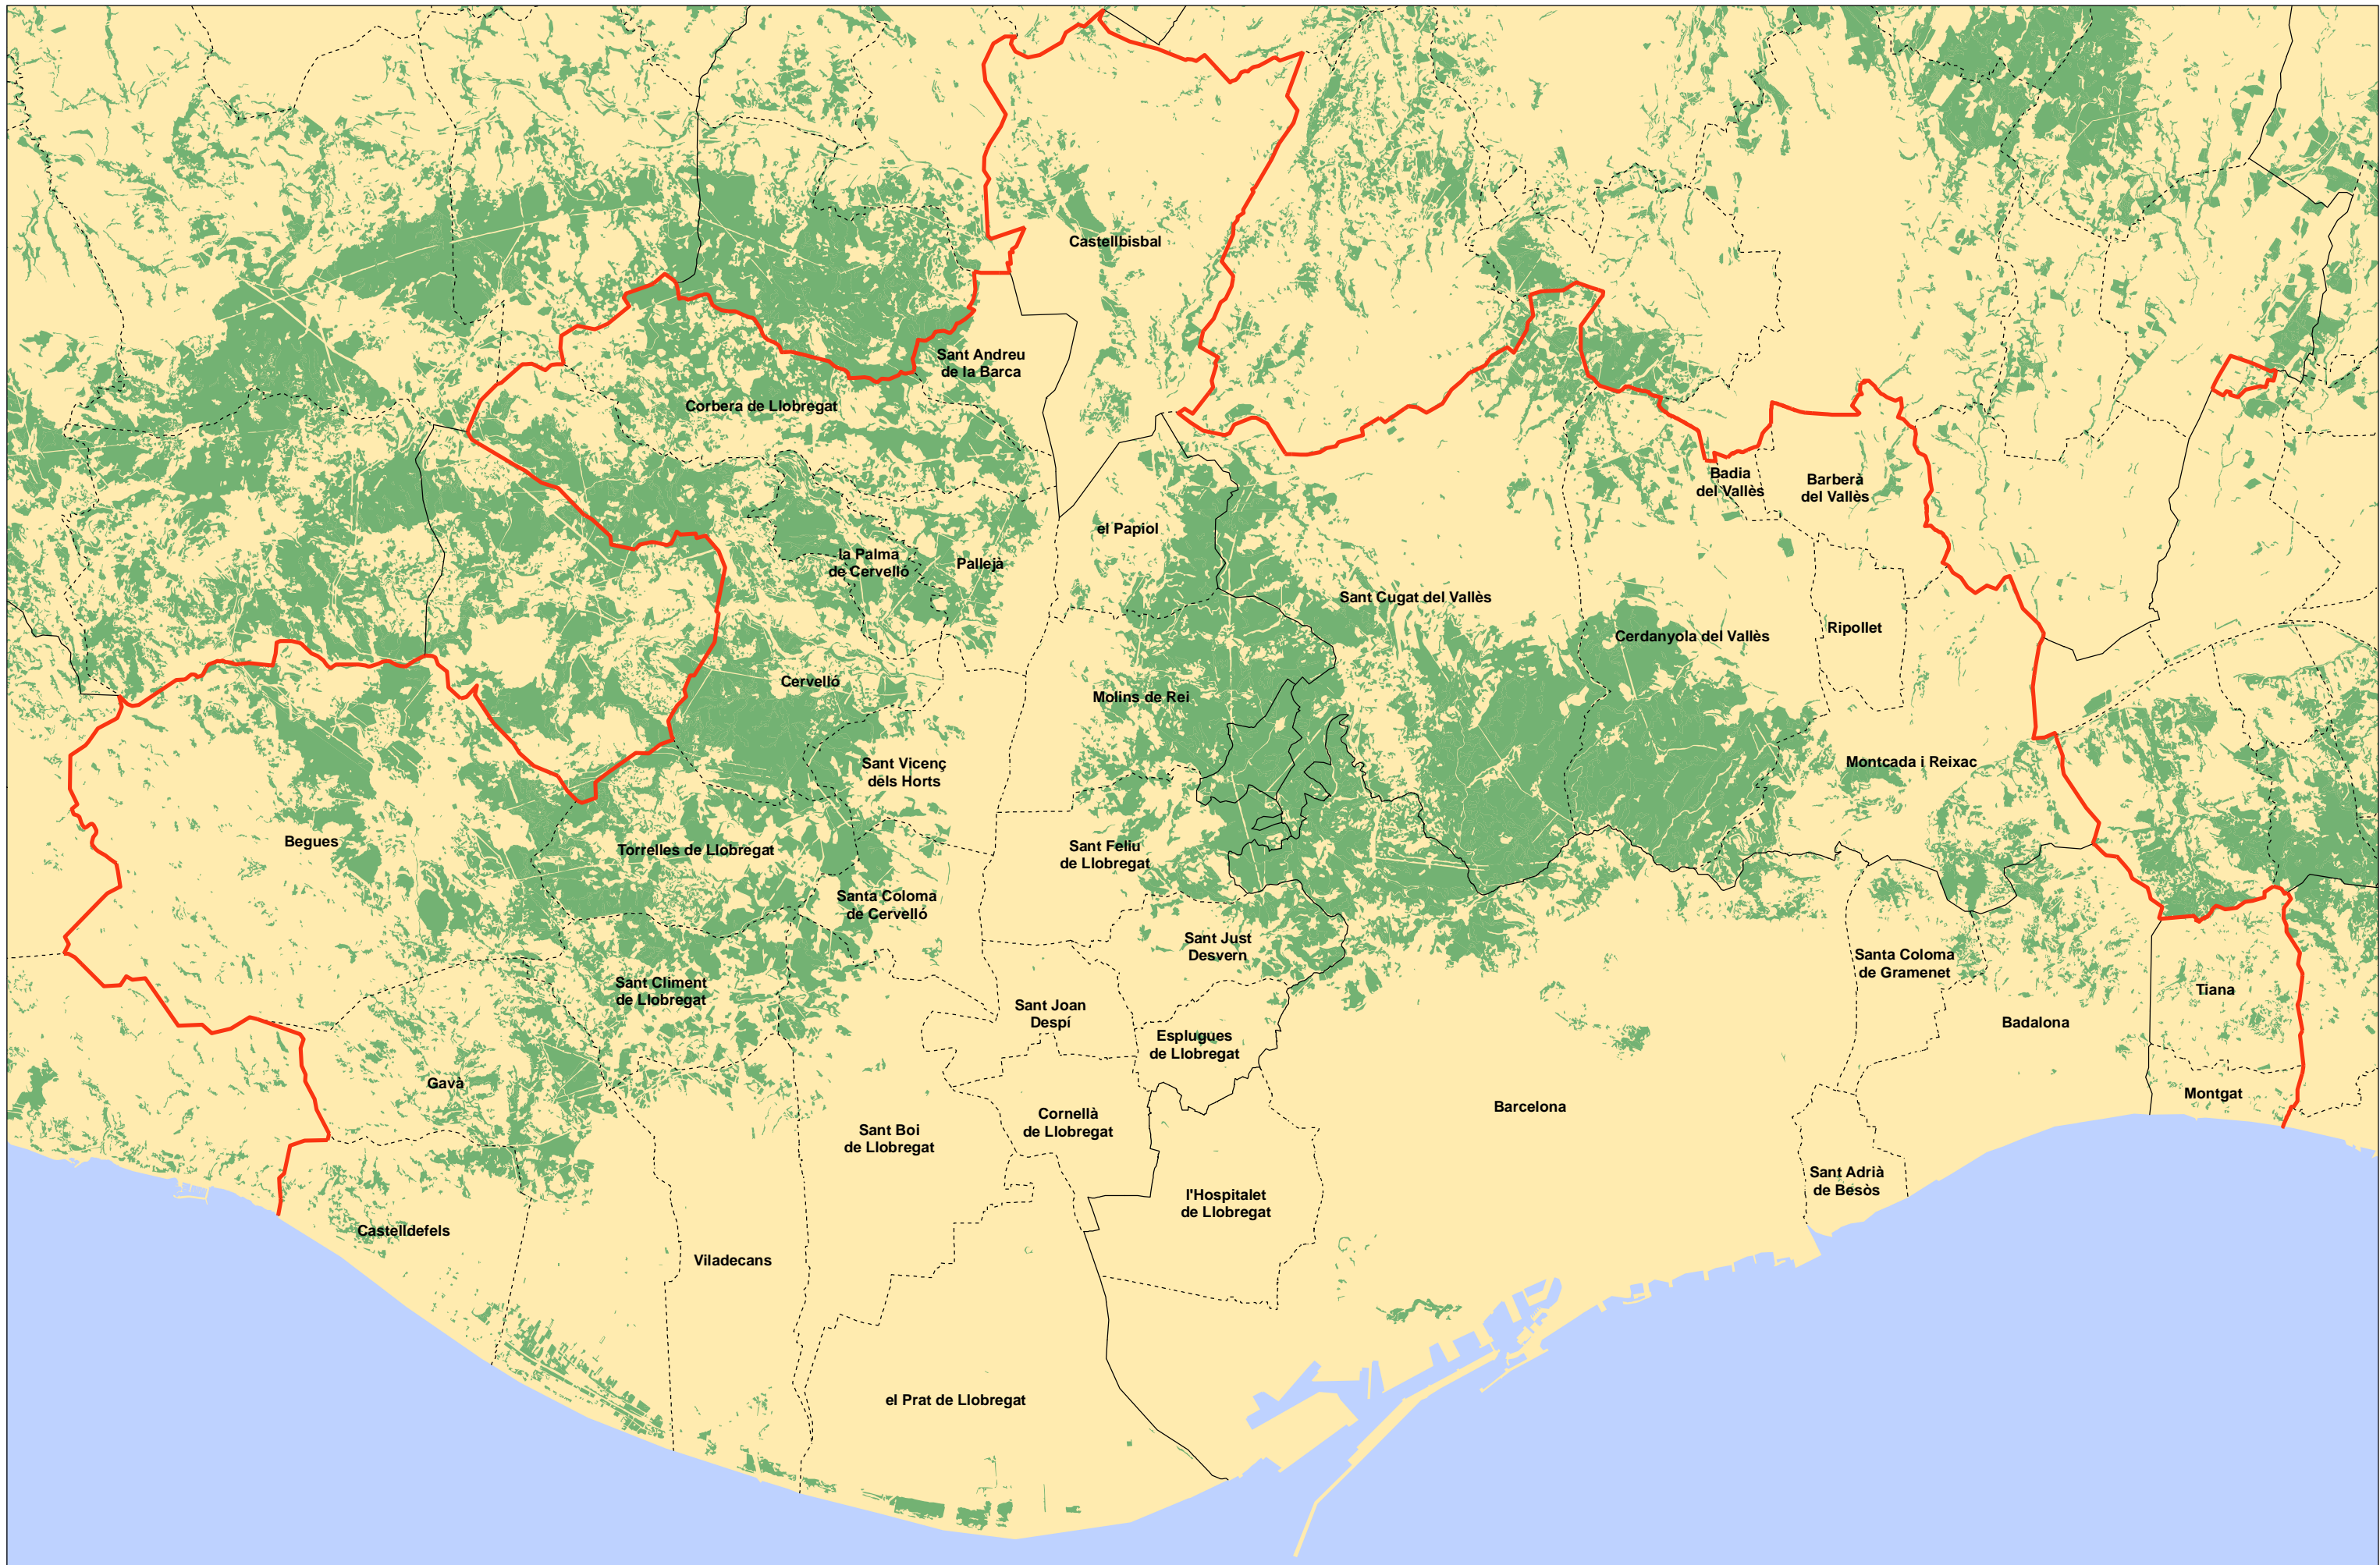 Castellbisbal
Sant Andreu
de la Barca
Corbera de Llobregat
Badia
del Vallès
Barberà
del Vallès
el Papiol
la Palma
de Cervelló
Pallejà
Sant Cugat del Vallès
Cerdanyola del Vallès
Ripollet
Cervelló
Molins de Rei
Sant Vicenç
dels Horts
Montcada i Reixac
Begues
Torrelles de Llobregat
Sant Feliu
de Llobregat
Santa Coloma
de Cervelló
Sant Just
Desvern
Santa Coloma
de Gramenet
Sant Climent
de Llobregat
Tiana
Sant Joan
Despí
Badalona
Esplugues
de Llobregat
Gavà
Montgat
Barcelona
Cornellà
de Llobregat
Sant Boi
de Llobregat
Sant Adrià
de Besòs
l'Hospitalet
de Llobregat
Castelldefels
Viladecans
el Prat de Llobregat